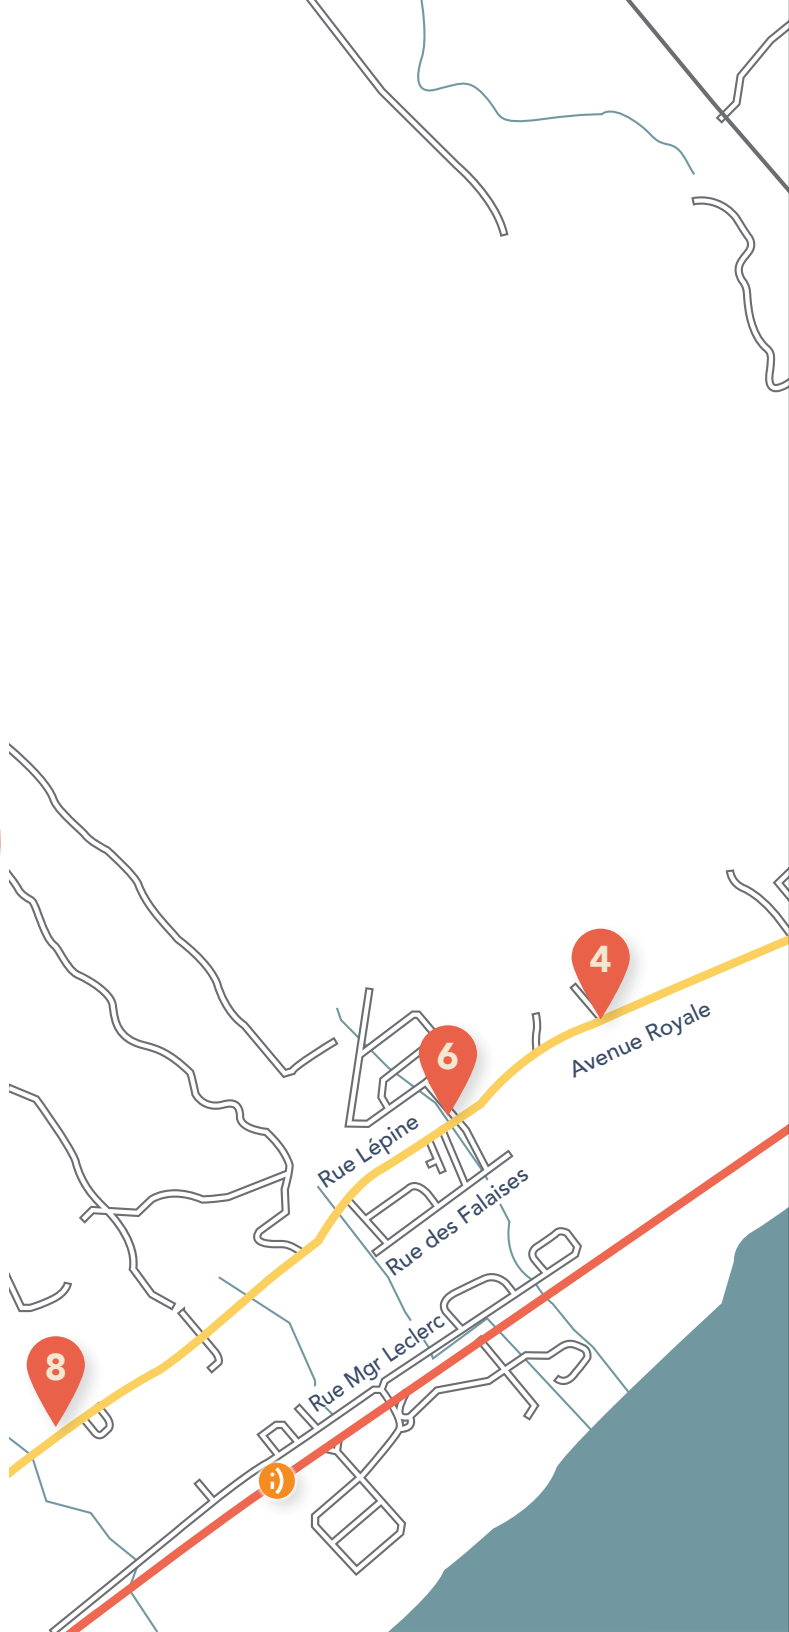 4
6
Avenue Royale
Rue Lépine
Rue des Falaises
Rue Mgr Leclerc
8
;)